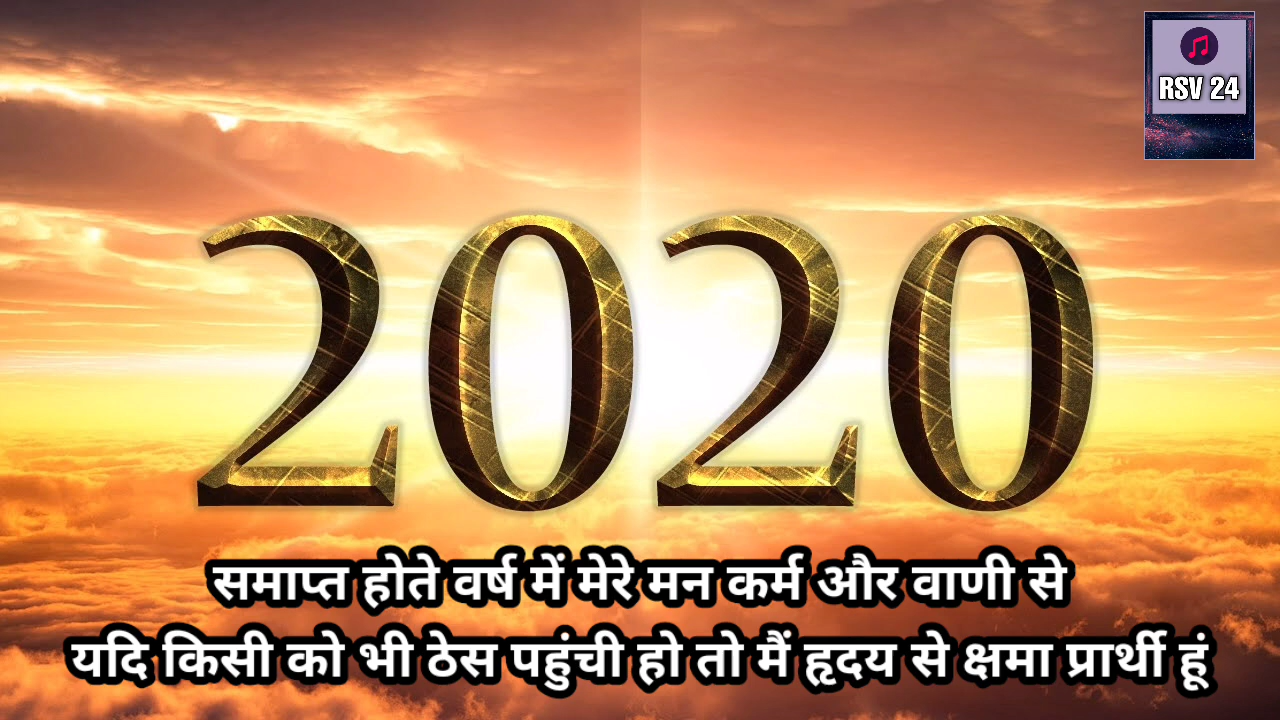 RSV 24
2020
समाप्त होते वर्ष में मेरे मन कर्म और वाणी से
यदि किसी को भी ठेस पहुंची हो तो मैं हृदय से क्षमा प्रार्थी हूं